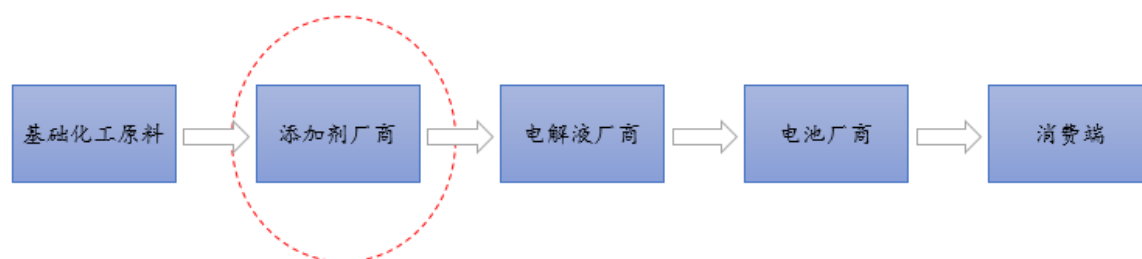 基础化工原料
添加剂厂商
电解液厂商
电池厂商
消费端